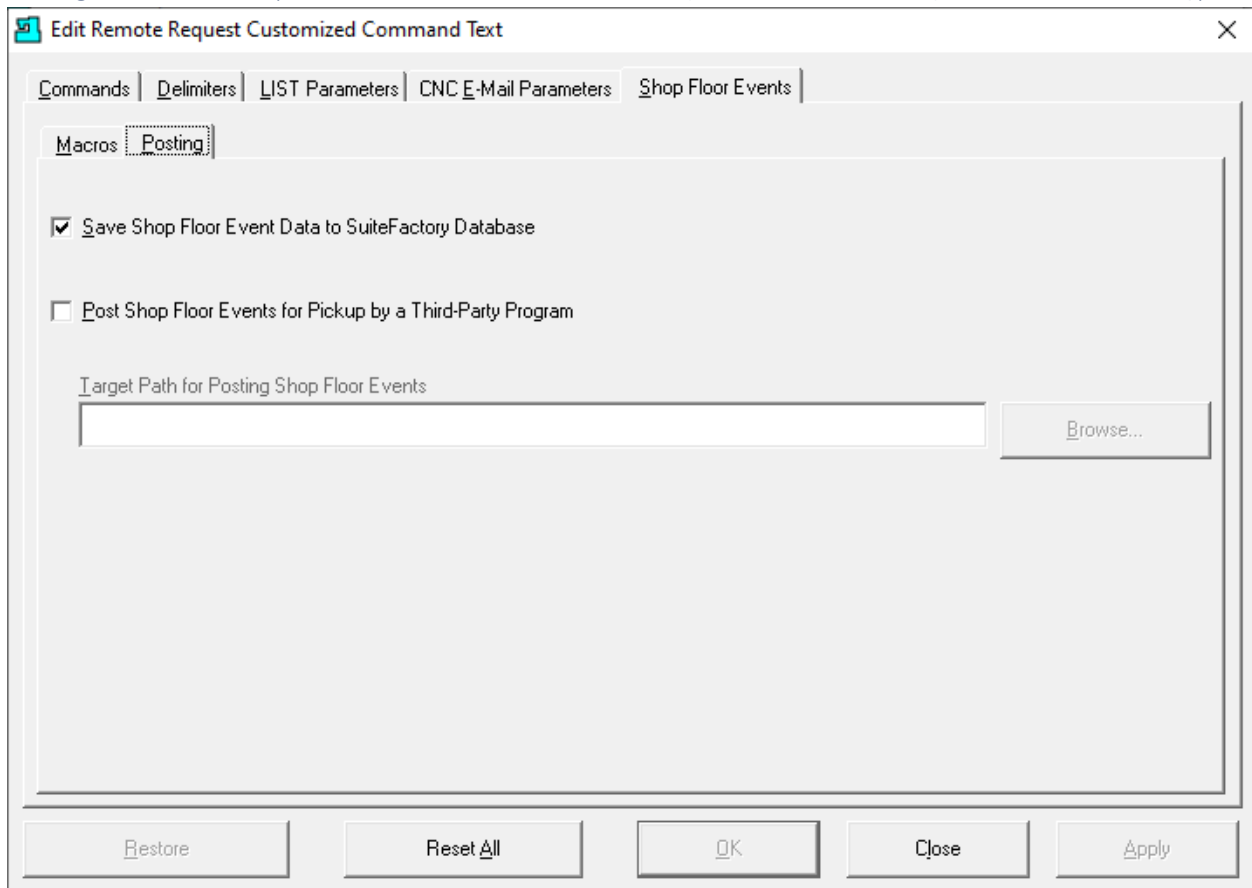 Edit Remote Request Customized Command Text
Commands Delimiters LIST Parameters CNC E-Mail Parameters Shop Floor Events
Macros Posting
Save Shop Floor Event Data to SuiteFactory Database
Post Shop Floor Events for Pickup by a Third-Party Program
Target Path for Posting Shop Floor Events
Browse...
Restore Reset All OK Close Apply